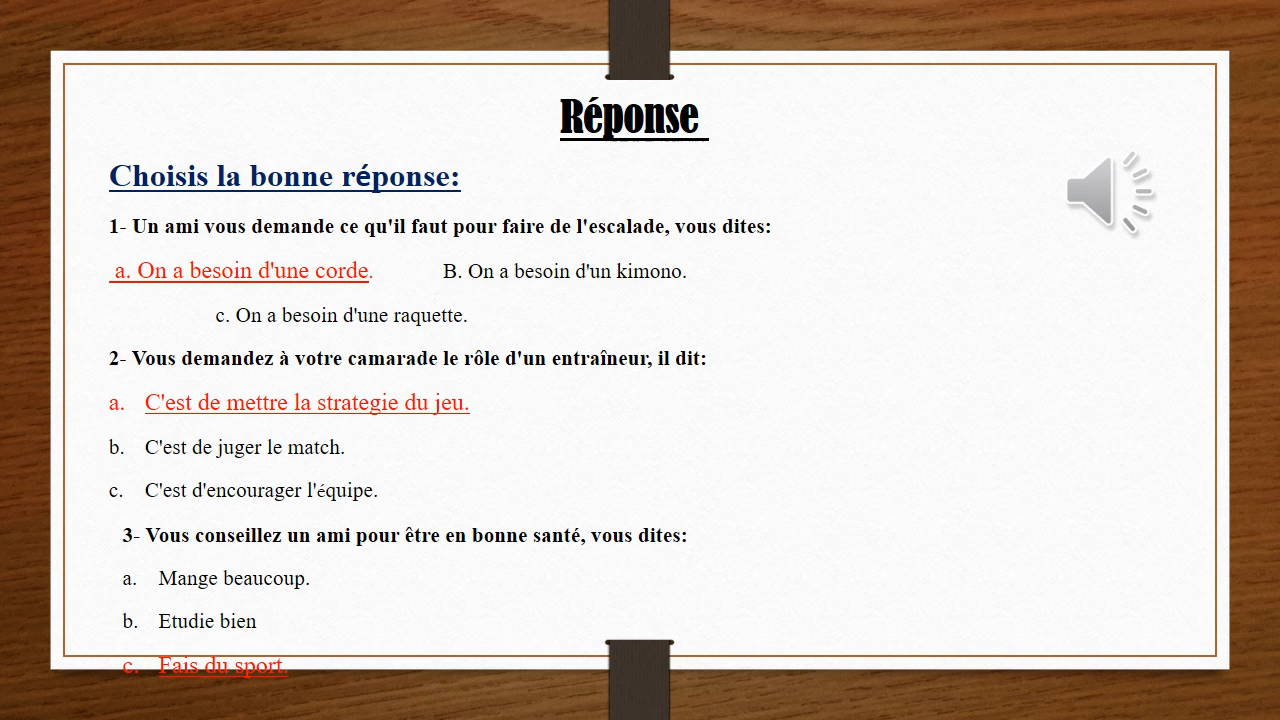 Réponse
Choisis la bonne réponse:
1- Un ami vous demande ce qu'il faut pour faire de l'escalade, vous dites:
a. On a besoin d'une corde. B. On a besoin d'un kimono.
c. On a besoin d'une raquette.
2- Vous demandez à votre camarade le rôle d'un entraîneur, il dit:
a. C'est de mettre la strategie du jeu.
b. C'est de juger le match.
c. C'est d'encourager l'équipe.
3- Vous conseillez un ami pour être en bonne santé, vous dites:
a. Mange beaucoup.
b. Etudie bien
c. Fais du sport.